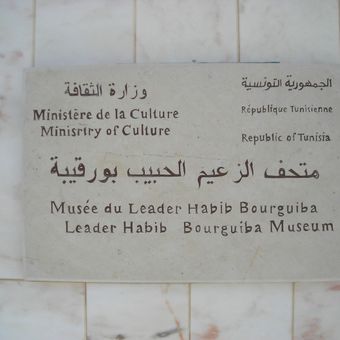 وزارة الثقافة
Ministère de la Culture
Minisrtry of Culture
الجمهورية التونسية
République Tunisienne
Republic of Tunisia
متحف الزعيم الحبيب بورقيبة
Musée du Leader Habib Bourguiba
Leader Habib Bourguiba Museum